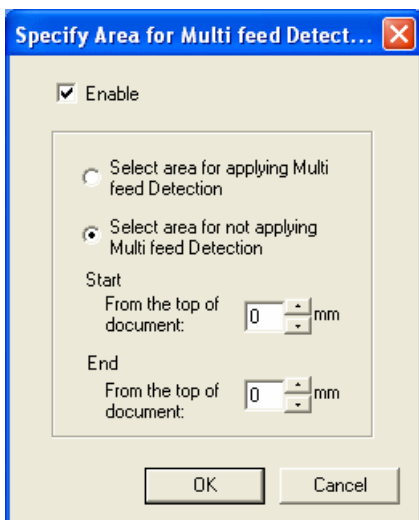 Specify Area for Multi feed Detect...
Enable
Select area for applying Multi
feed Detection
Select area for not applying
Multi feed Detection
Start
From the top of
document:
0 mm
End
From the top of
document:
0 mm
OK Cancel